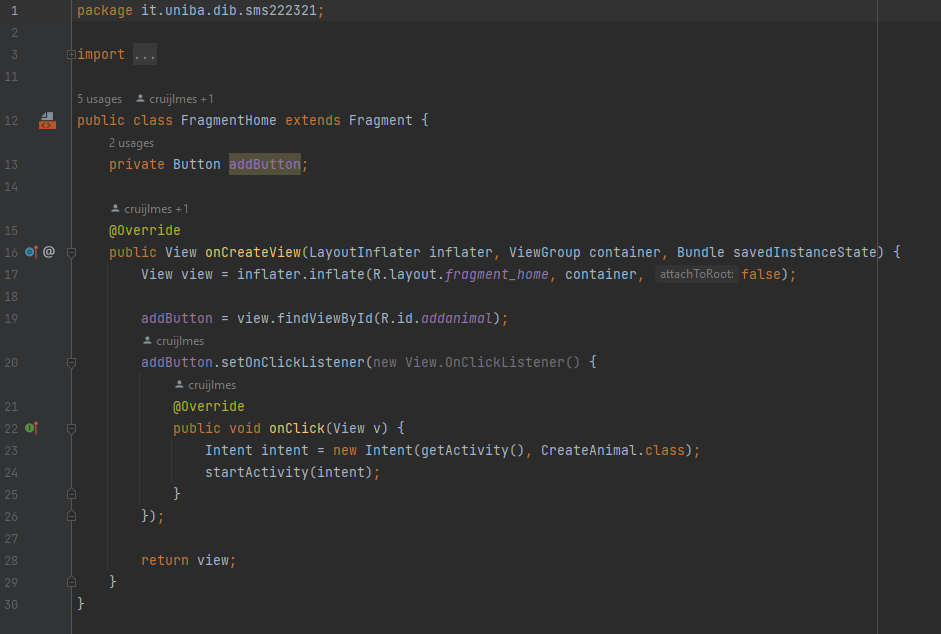 1 package it.uniba.dib.sms222321;
2
3 import ...
11
5 usages cruijlmes +1
12 public class FragmentHome extends Fragment {
2 usages
13 private Button addButton;
14
cruijlmes +1
15 @Override
16 @ public View onCreateView(LayoutInflater inflater, ViewGroup container, Bundle savedInstanceState) {
17 View view = inflater.inflate(R.layout.fragment_home, container, attachToRoot: false);
18
19 addButton = view.findViewById(R.id.addanimal);
cruijlmes
20 addButton.setOnClickListener(new View.OnClickListener() {
cruijlmes
21 @Override
22 public void onClick(View v) {
23 Intent intent = new Intent(getActivity(), CreateAnimal.class);
24 startActivity(intent);
25 }
26 });
27
28 return view;
29 }
30 }